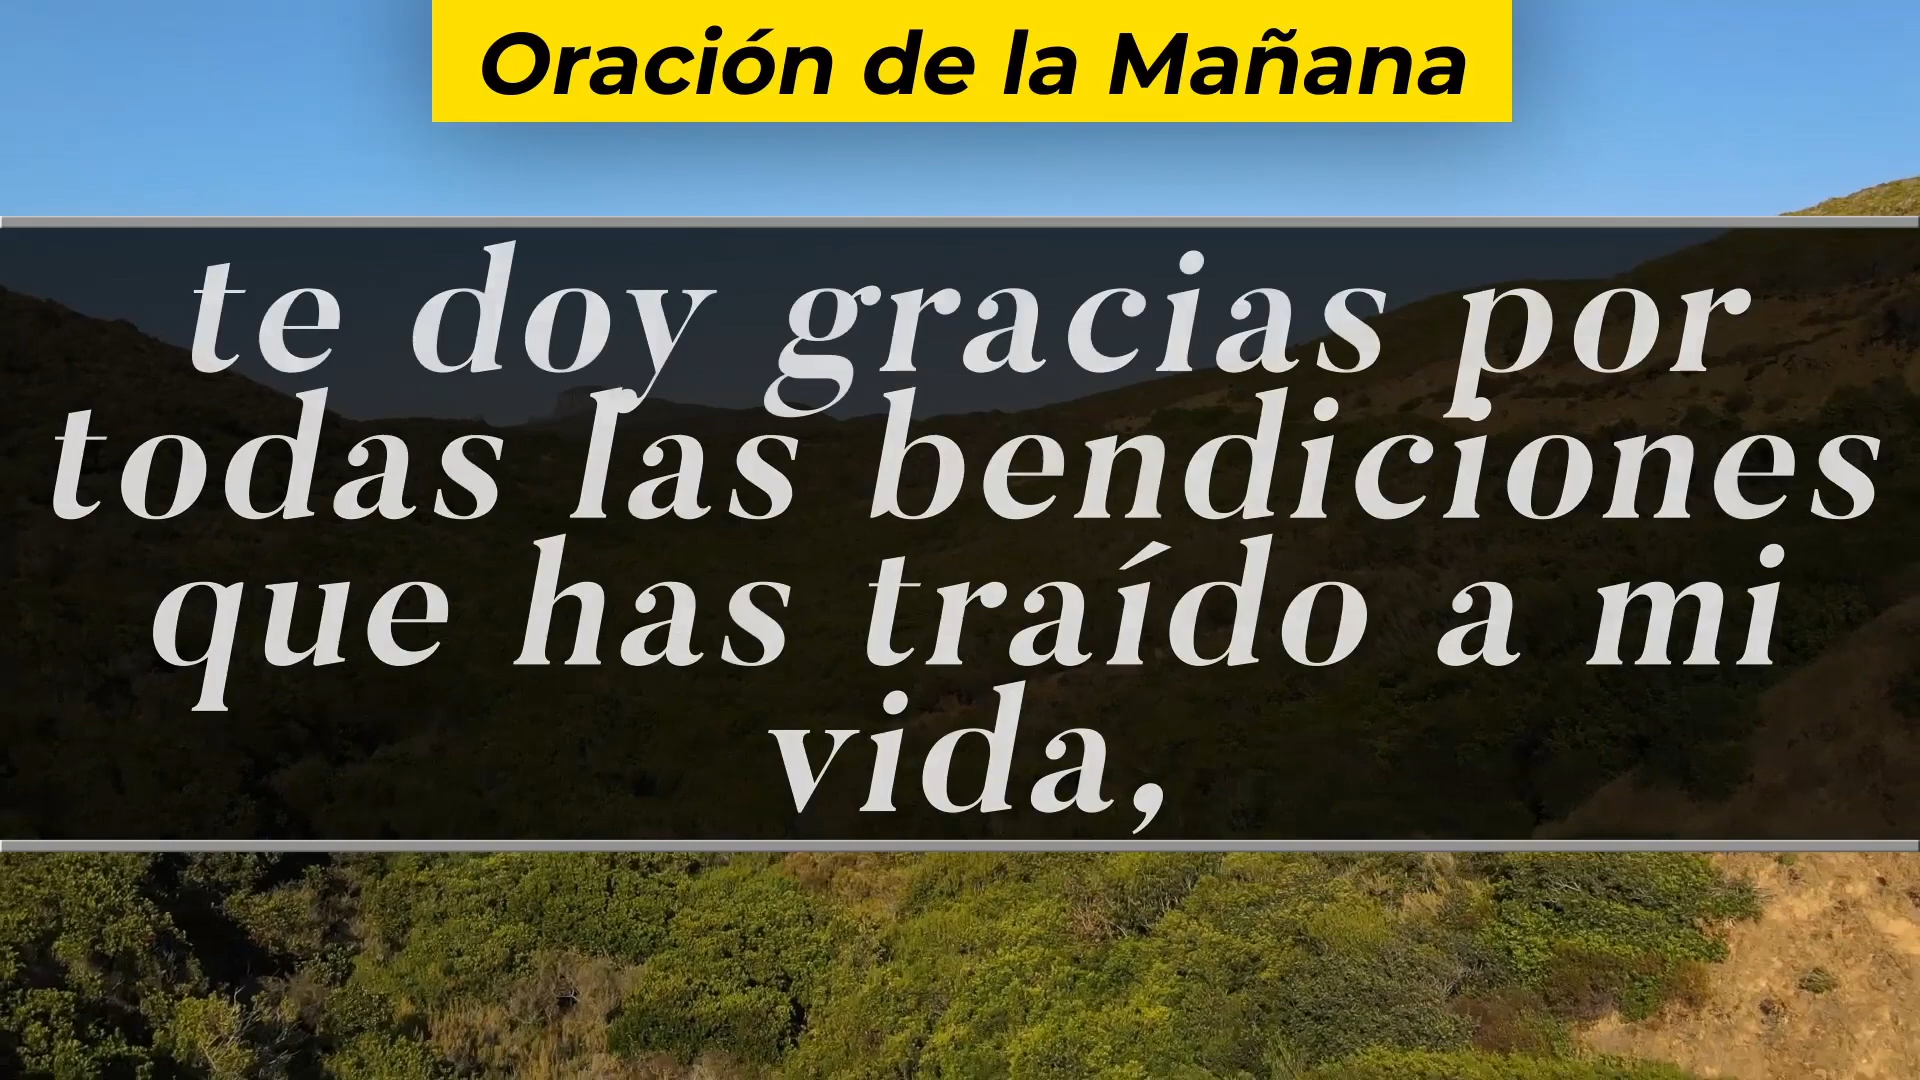 Oración de la Mañana
te doy gracias por
todas las bendiciones
que has traído a mi
vida,